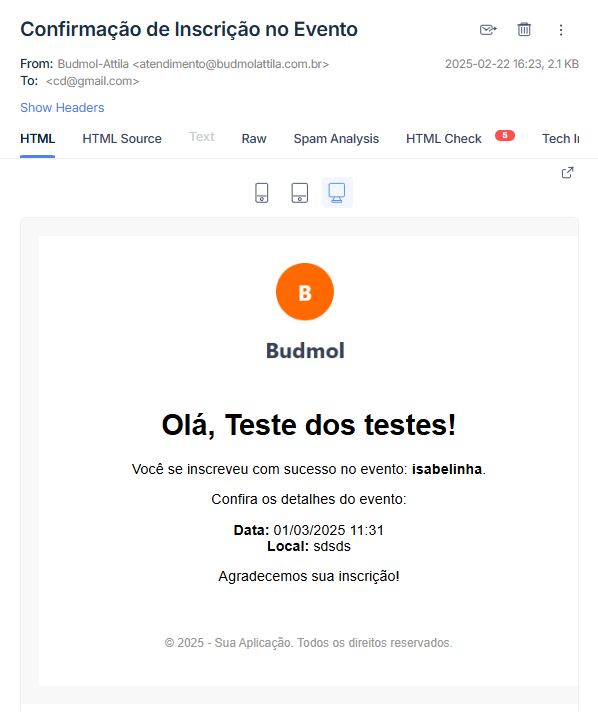 Confirmação de Inscrição no Evento
From: Budmol-Attila <atendimento@budmolattila.com.br>
2025-02-22 16:23, 2.1 KB
To: <cd@gmail.com>
Show Headers
HTML HTML Source Text Raw Spam Analysis HTML Check 5 Tech In
B
Budmol
Olá, Teste dos testes!
Você se inscreveu com sucesso no evento: isabelinha.
Confira os detalhes do evento:
Data: 01/03/2025 11:31
Local: sdsds
Agradecemos sua inscrição!
© 2025 - Sua Aplicação. Todos os direitos reservados.